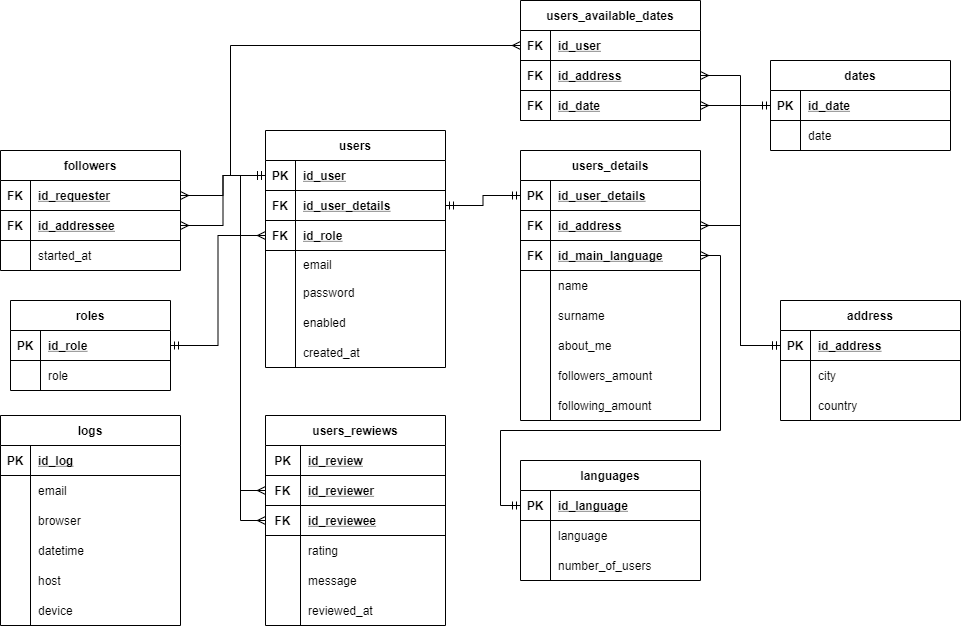 users_available_dates
FK id_user
FK id_address
FK id_date
dates
PK id_date
date
followers
FK id_requester
FK id_addressee
started_at
users
PK id_user
FK id_user_details
FK id_role
email
password
enabled
created_at
users_details
PK id_user_details
FK id_address
FK id_main_language
name
surname
about_me
followers_amount
following_amount
roles
PK id_role
role
address
PK id_address
city
country
logs
PK id_log
email
browser
datetime
host
device
users_rewiews
PK id_review
FK id_reviewer
FK id_reviewee
rating
message
reviewed_at
languages
PK id_language
language
number_of_users